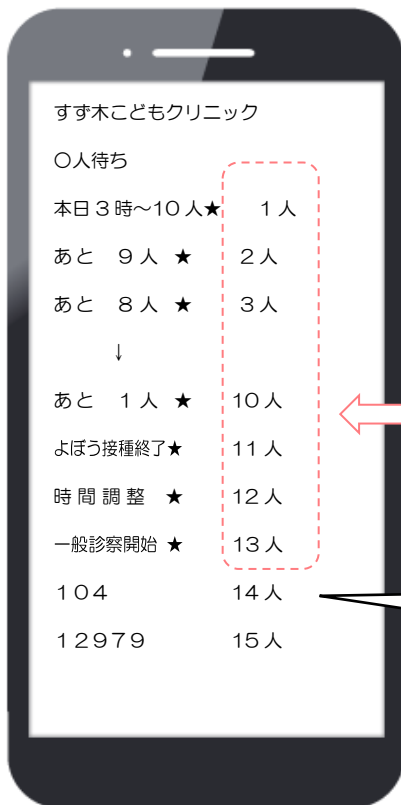 すず木こどもクリニック
〇人待ち
本日３時～10人★ １人
あと ９人 ★ ２人
あと ８人 ★ ３人
↓
あと １人 ★ 10人
よぼう接種終了★ 11人
時間調整 ★ 12人
一般診察開始 ★ 13人
１０４ 14人
１２９７９ 15人